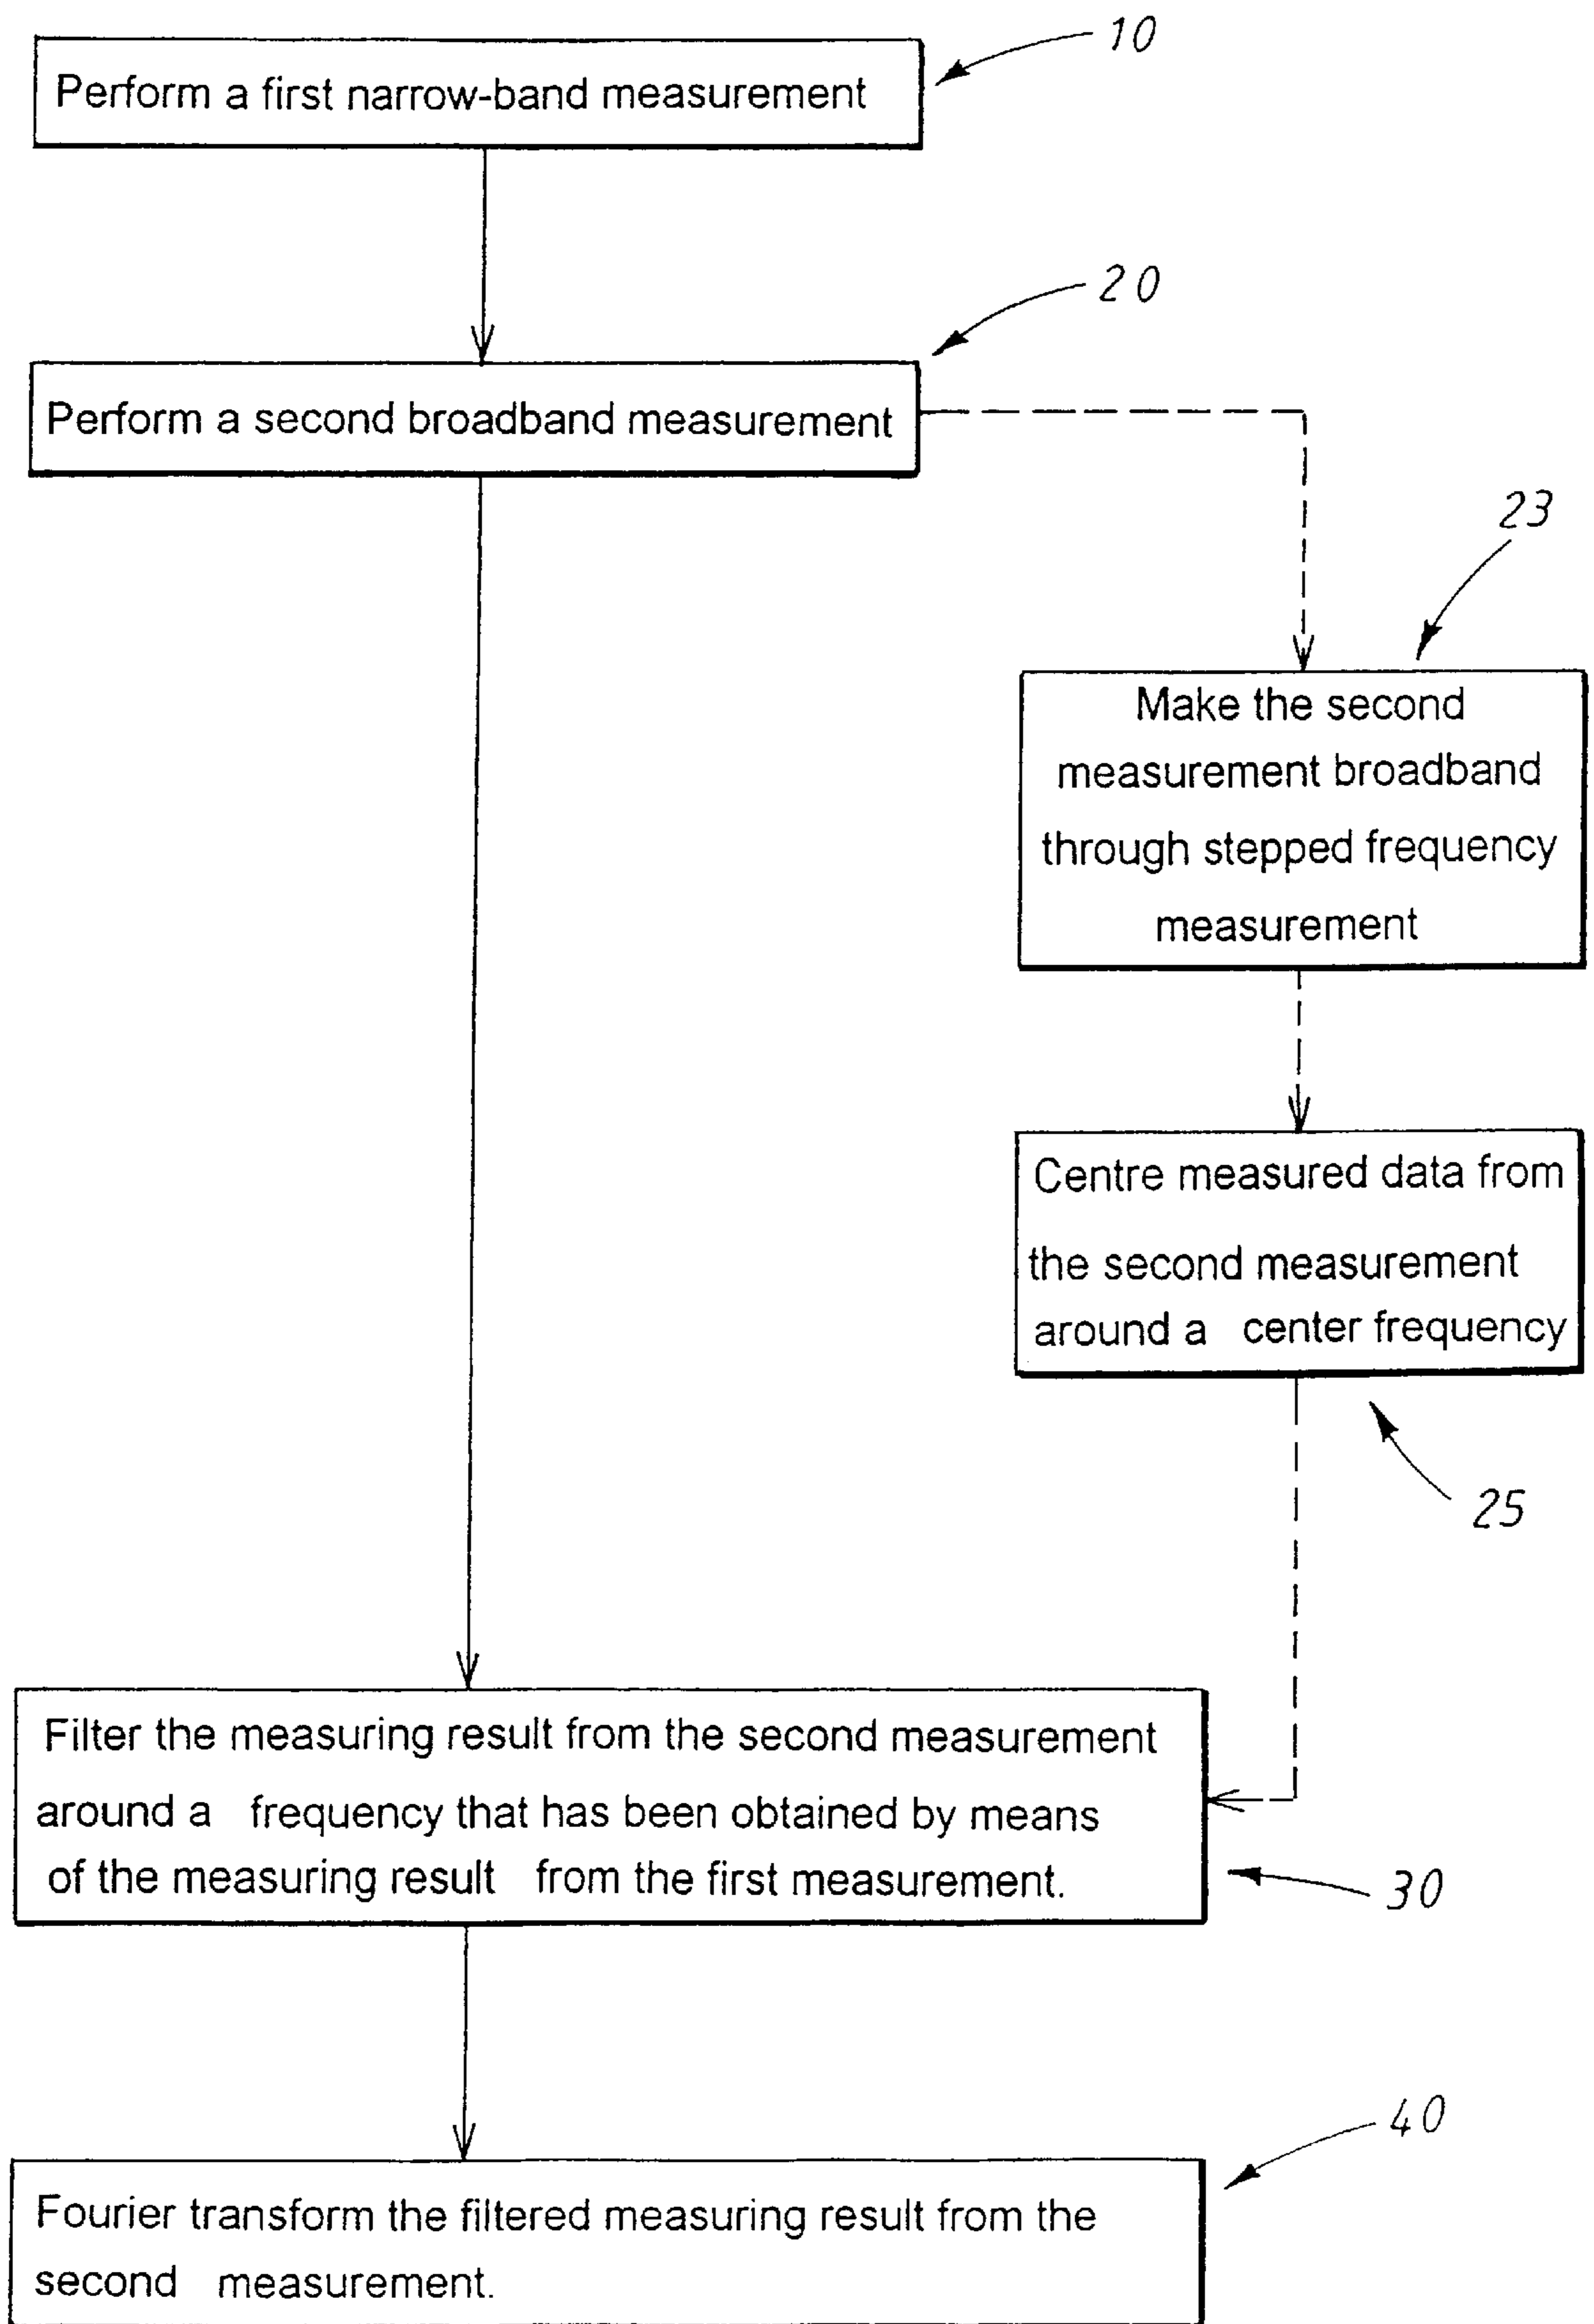 10
Perform a first narrow-band measurement
20
Perform a second broadband measurement
23
Make the second
measurement broadband
through stepped frequency
measurement
Centre measured data from
the second measurement
around a center frequency
25
Filter the measuring result from the second measurement
around a frequency that has been obtained by means
of the measuring result from the first measurement.
30
40
Fourier transform the filtered measuring result from the
second measurement.